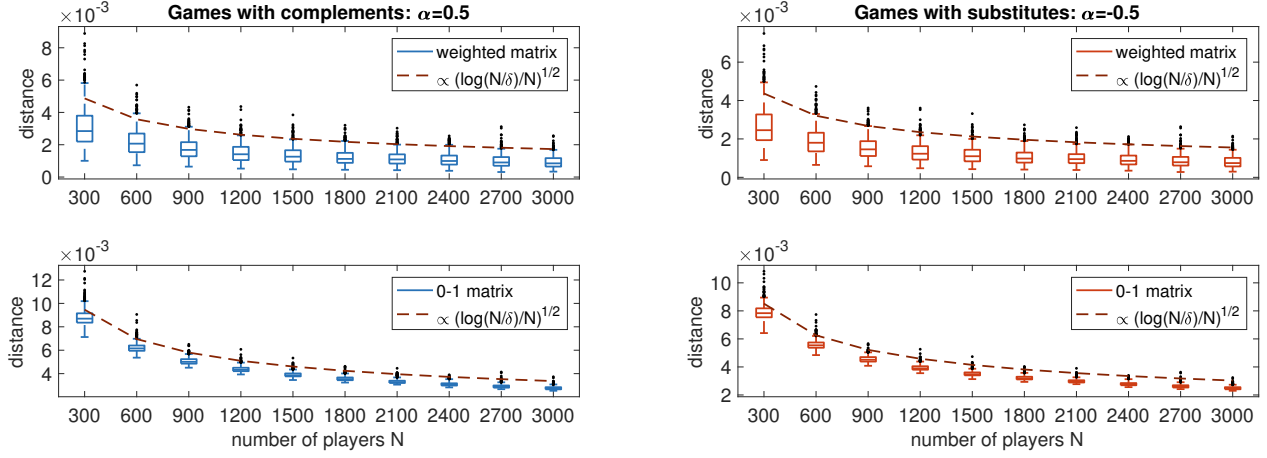 Games with complements: α=0.5
×10⁻³
distance
8
6
4
2
0
weighted matrix
∝ (log(N/δ)/N)^1/2
300 600 900 1200 1500 1800 2100 2400 2700 3000
×10⁻³
distance
12
10
8
6
4
0-1 matrix
∝ (log(N/δ)/N)^1/2
300 600 900 1200 1500 1800 2100 2400 2700 3000
number of players N
Games with substitutes: α=-0.5
×10⁻³
distance
6
4
2
0
weighted matrix
∝ (log(N/δ)/N)^1/2
300 600 900 1200 1500 1800 2100 2400 2700 3000
×10⁻³
distance
10
8
6
4
2
0-1 matrix
∝ (log(N/δ)/N)^1/2
300 600 900 1200 1500 1800 2100 2400 2700 3000
number of players N